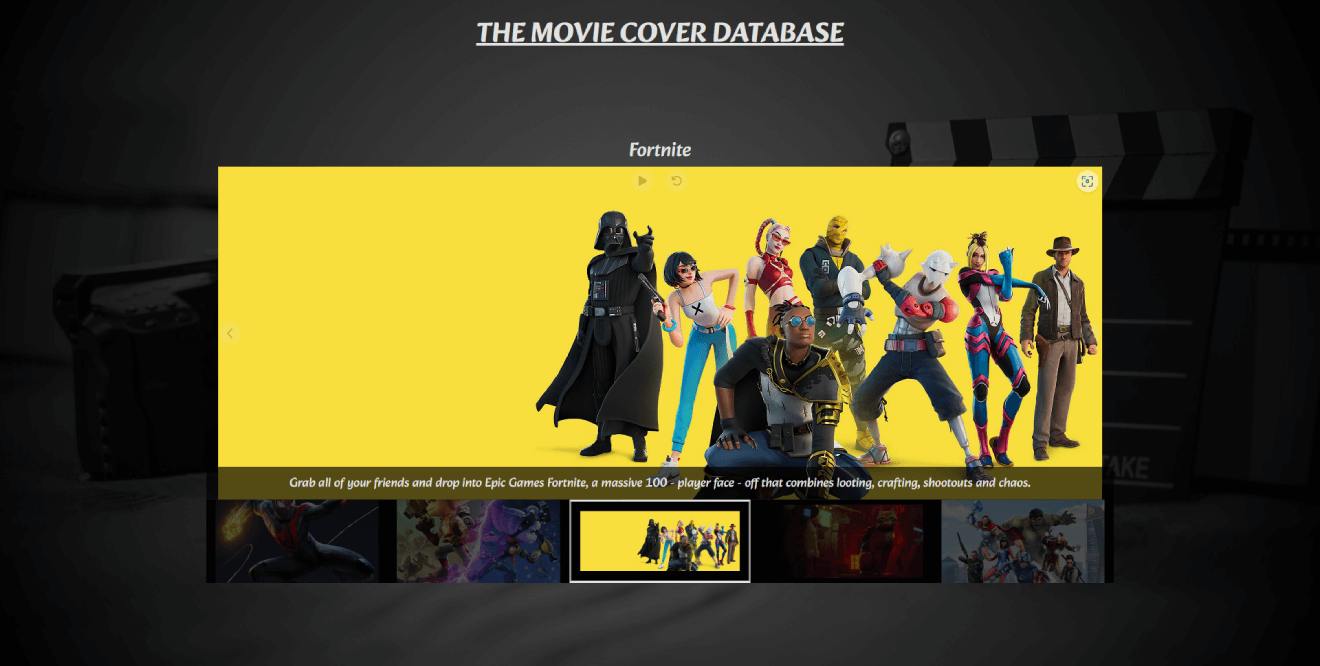 THE MOVIE COVER DATABASE
Fortnite
TAKE
Grab all of your friends and drop into Epic Games Fortnite, a massive 100 - player face - off that combines looting, crafting, shootouts and chaos.